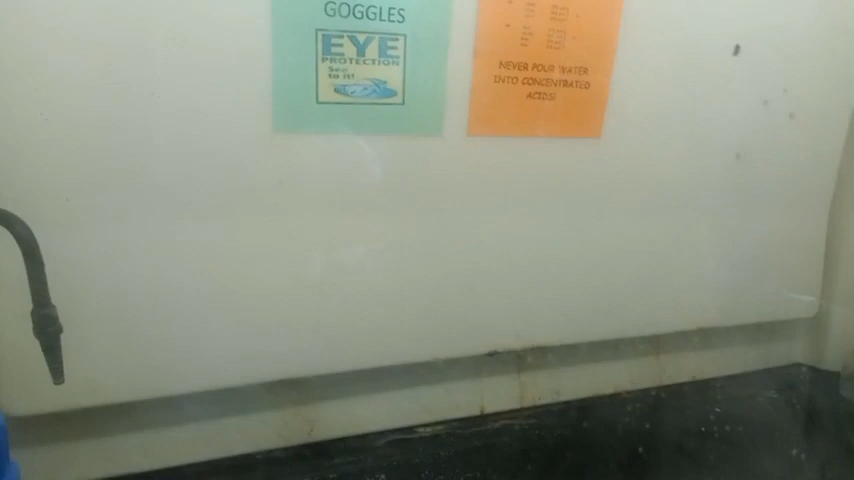 GOGGLES
EYE
PROTECTION
See
to it!
NEVER POUR WATER
INTO CONCENTRATED
ACIDS!